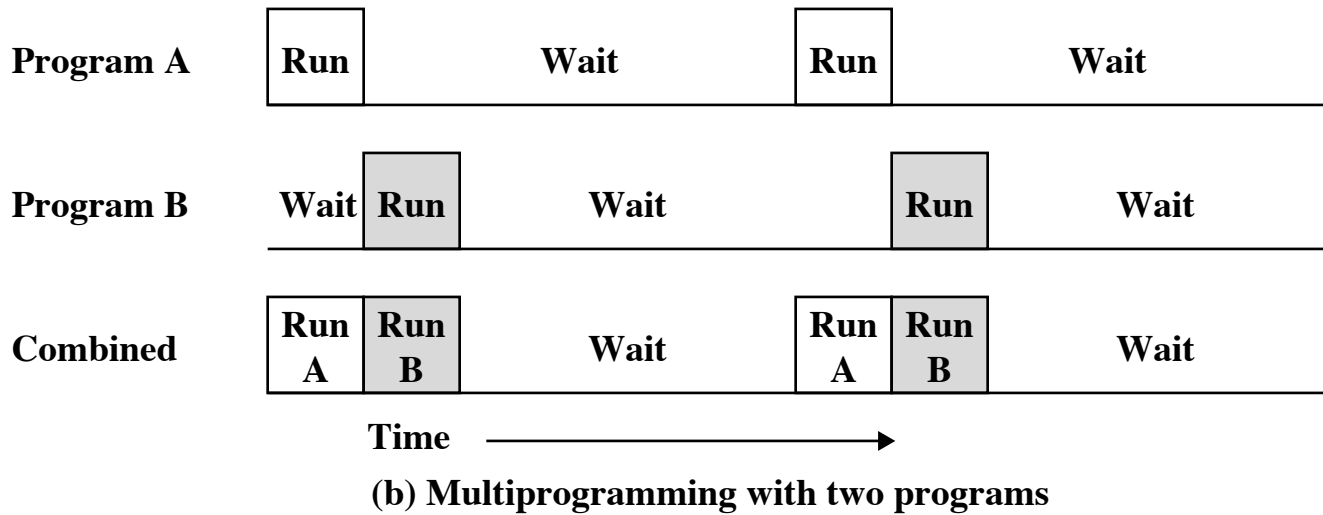 Program A Run Wait Run Wait
Program B Wait Run Wait Run Wait
Combined Run A Run B Wait Run A Run B Wait
Time
(b) Multiprogramming with two programs